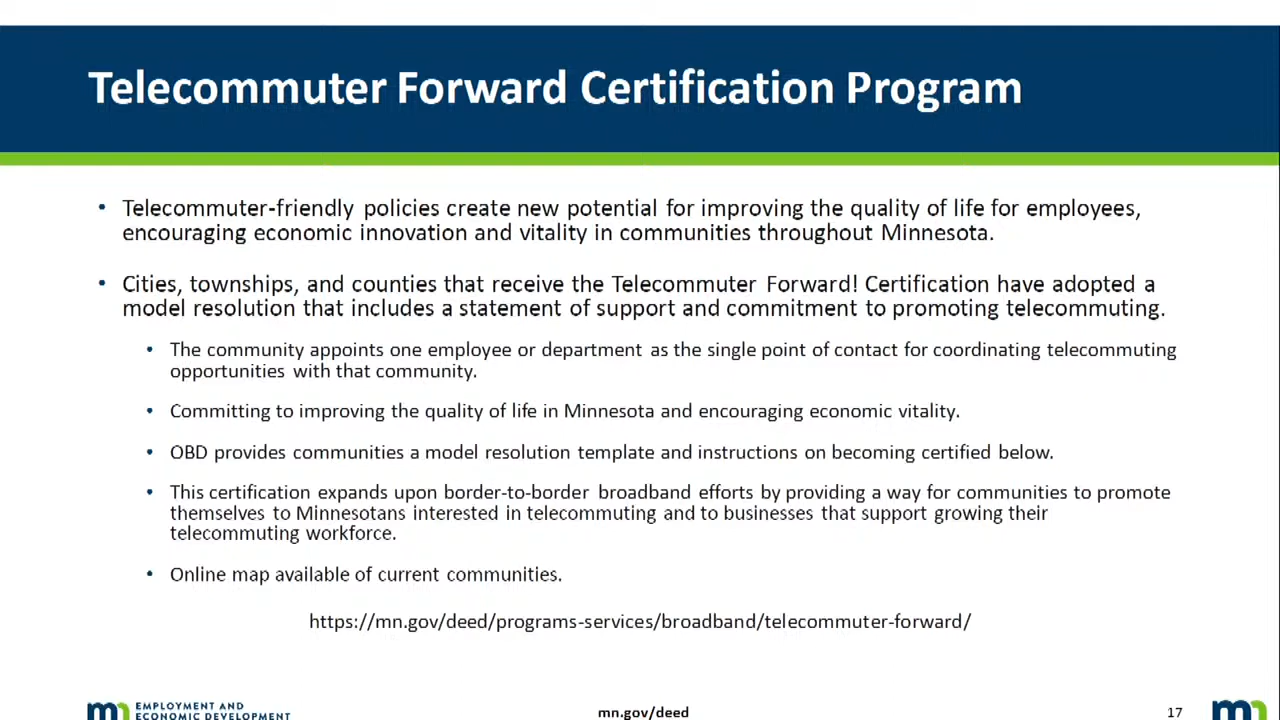 Telecommuter Forward Certification Program
• Telecommuter-friendly policies create new potential for improving the quality of life for employees,
encouraging economic innovation and vitality in communities throughout Minnesota.
• Cities, townships, and counties that receive the Telecommuter Forward! Certification have adopted a
model resolution that includes a statement of support and commitment to promoting telecommuting.
• The community appoints one employee or department as the single point of contact for coordinating telecommuting
opportunities with that community.
• Committing to improving the quality of life in Minnesota and encouraging economic vitality.
• OBD provides communities a model resolution template and instructions on becoming certified below.
• This certification expands upon border-to-border broadband efforts by providing a way for communities to promote
themselves to Minnesotans interested in telecommuting and to businesses that support growing their
telecommuting workforce.
• Online map available of current communities.
https://mn.gov/deed/programs-services/broadband/telecommuter-forward/
mn EMPLOYMENT AND
ECONOMIC DEVELOPMENT
mn.gov/deed
17
mn